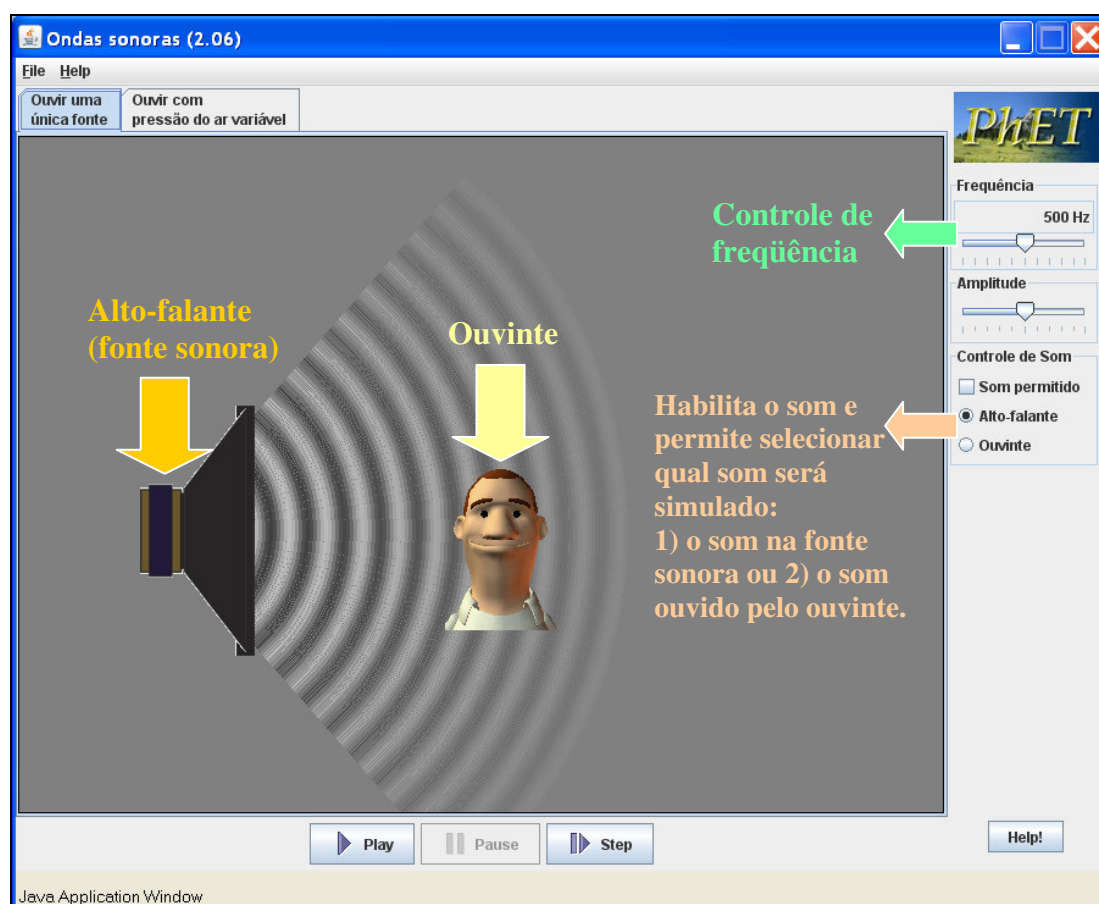 Ondas sonoras (2.06)
File Help
Ouvir uma
única fonte
Ouvir com
pressão do ar variável
PhET
Frequência
500 Hz
Amplitude
Controle de Som
Som permitido
Alto-falante
Ouvinte
Controle de
freqüência
Alto-falante
(fonte sonora)
Ouvinte
Habilita o som e
permite selecionar
qual som será
simulado:
1) o som na fonte
sonora ou 2) o som
ouvido pelo ouvinte.
Play
Pause
Step
Help!
Java Application Window